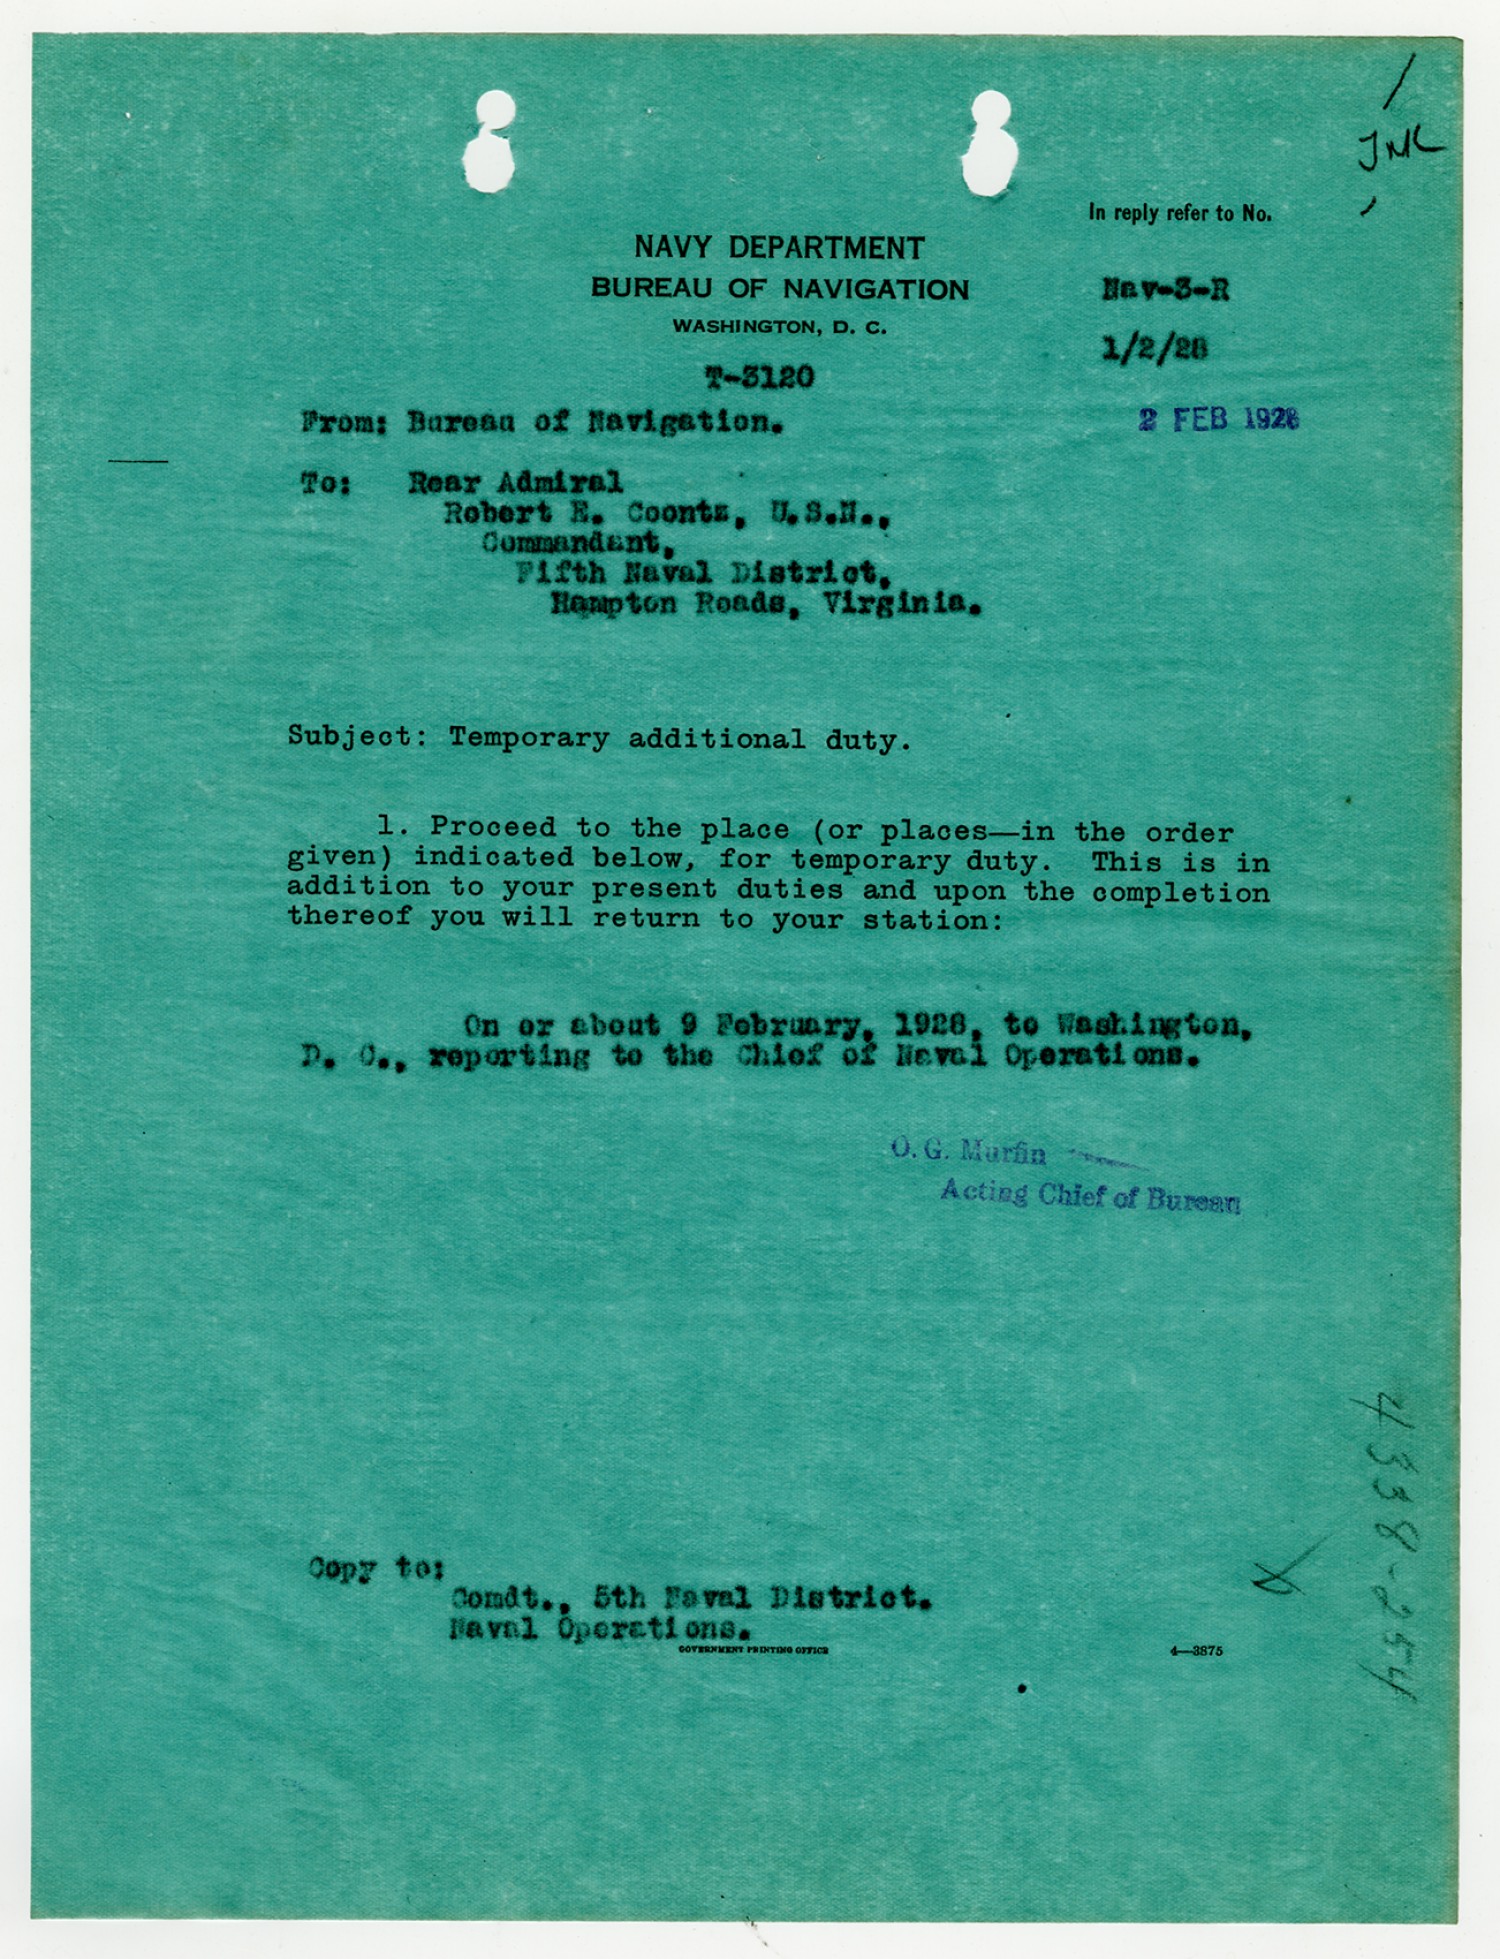 JNK
In reply refer to No.
NAVY DEPARTMENT
BUREAU OF NAVIGATION
WASHINGTON, D. C.
Nav-3-R
1/2/28
T-3120
2 FEB 1928
From: Bureau of Navigation.
To: Rear Admiral
Robert E. Coontz, U.S.N.,
Commandant,
Fifth Naval District,
Hampton Roads, Virginia.
Subject: Temporary additional duty.
1. Proceed to the place (or places—in the order
given) indicated below, for temporary duty. This is in
addition to your present duties and upon the completion
thereof you will return to your station:
On or about 9 February, 1928, to Washington,
D. C., reporting to the Chief of Naval Operations.
O. G. Murfin
Acting Chief of Bureau
4338-254
Copy to:
Comdt., 5th Naval District.
Naval Operations.
GOVERNMENT PRINTING OFFICE
4—3875